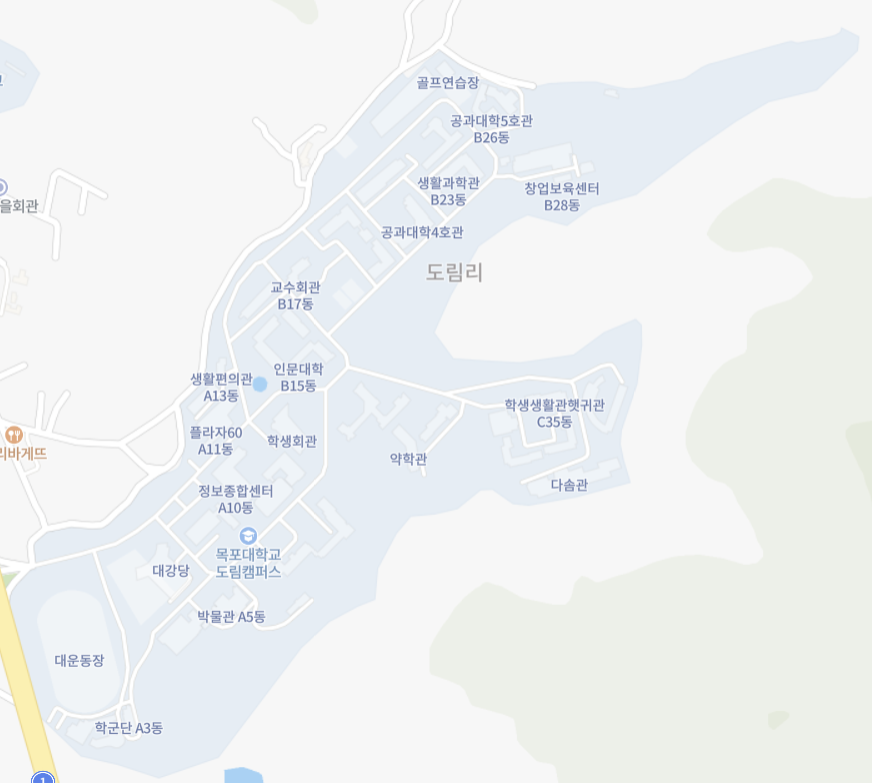 골프연습장
공과대학5호관
B26동
생활과학관
B23동
창업보육센터
B28동
을회관
공과대학4호관
도림리
교수회관
B17동
인문대학
B15동
생활편의관
A13동
학생생활관햇귀관
C35동
플라자60
A11동
학생회관
리바게뜨
약학관
다솜관
정보종합센터
A10동
목포대학교
도림캠퍼스
대강당
박물관 A5동
대운동장
학군단 A3동
1